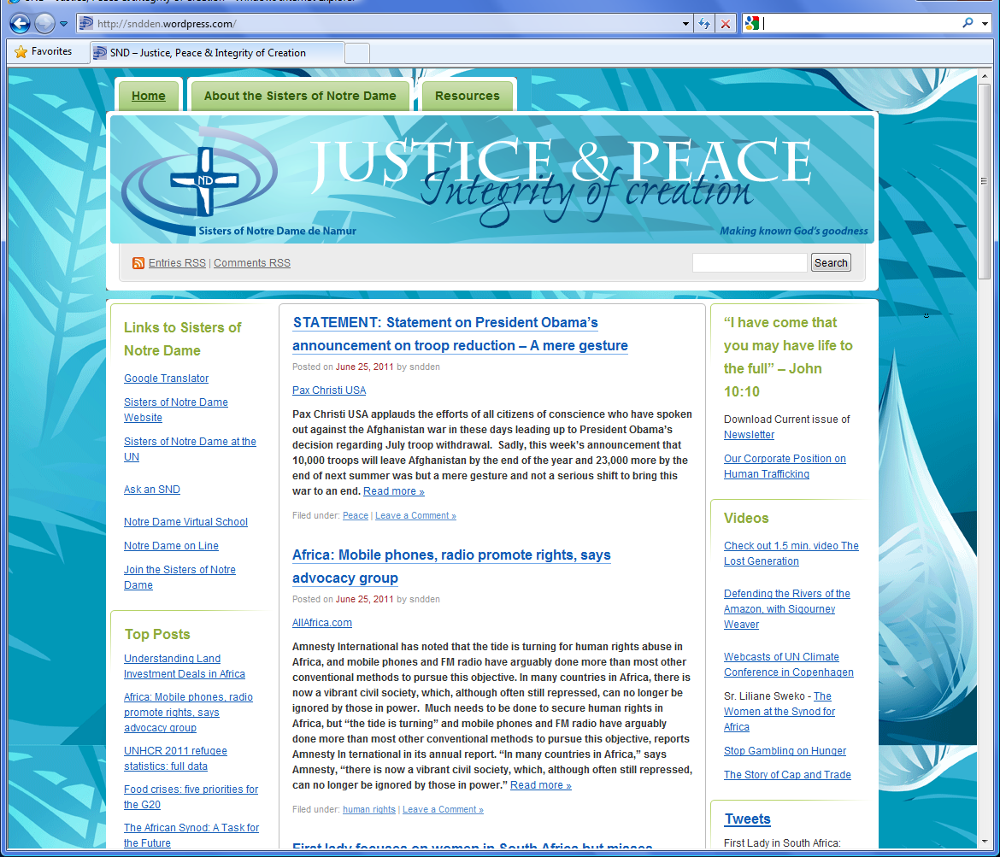 http://sndden.wordpress.com/
Favorites
SND – Justice, Peace & Integrity of Creation
Home
About the Sisters of Notre Dame
Resources
JUSTICE & PEACE
Integrity of creation
ND
Sisters of Notre Dame de Namur
Making known God's goodness
Entries RSS | Comments RSS
Search
Links to Sisters of
Notre Dame
Google Translator
Sisters of Notre Dame
Website
Sisters of Notre Dame at the
UN
Ask an SND
Notre Dame Virtual School
Notre Dame on Line
Join the Sisters of Notre
Dame
Top Posts
Understanding Land
Investment Deals in Africa
Africa: Mobile phones, radio
promote rights, says
advocacy group
UNHCR 2011 refugee
statistics: full data
Food crises: five priorities for
the G20
The African Synod: A Task for
the Future
STATEMENT: Statement on President Obama's
announcement on troop reduction – A mere gesture
Posted on June 25, 2011 by sndden
Pax Christi USA
Pax Christi USA applauds the efforts of all citizens of conscience who have spoken
out against the Afghanistan war in these days leading up to President Obama's
decision regarding July troop withdrawal.  Sadly, this week's announcement that
10,000 troops will leave Afghanistan by the end of the year and 23,000 more by the
end of next summer was but a mere gesture and not a serious shift to bring this
war to an end. Read more »
Filed under: Peace | Leave a Comment »
Africa: Mobile phones, radio promote rights, says
advocacy group
Posted on June 25, 2011 by sndden
AllAfrica.com
Amnesty International has noted that the tide is turning for human rights abuse in
Africa, and mobile phones and FM radio have arguably done more than most other
conventional methods to pursue this objective. In many countries in Africa, there is
now a vibrant civil society, which, although often still repressed, can no longer be
ignored by those in power.  Much needs to be done to secure human rights in
Africa, but “the tide is turning” and mobile phones and FM radio have arguably
done more than most other conventional methods to pursue this objective, reports
Amnesty In ternational in its annual report. “In many countries in Africa,” says
Amnesty, “there is now a vibrant civil society, which, although often still repressed,
can no longer be ignored by those in power.” Read more »
Filed under: human rights | Leave a Comment »
First lady focuses on women in South Africa but misses
“I have come that
you may have life to
the full” – John
10:10
Download Current issue of
Newsletter
Our Corporate Position on
Human Trafficking
Videos
Check out 1.5 min. video The
Lost Generation
Defending the Rivers of the
Amazon, with Sigourney
Weaver
Webcasts of UN Climate
Conference in Copenhagen
Sr. Liliane Sweko - The
Women at the Synod for
Africa
Stop Gambling on Hunger
The Story of Cap and Trade
Tweets
First Lady in South Africa: